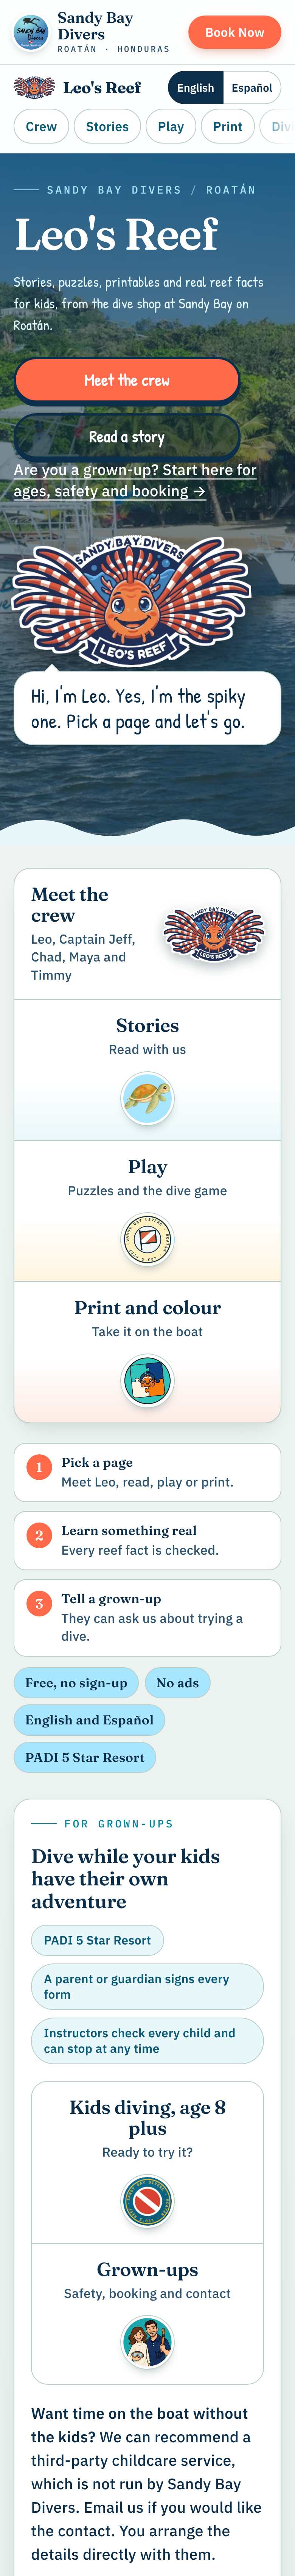 Sandy Bay
Divers
ROATÁN · HONDURAS
Book Now
Leo's Reef
English
Español
Crew
Stories
Play
Print
SANDY BAY DIVERS / ROATÁN
Leo's Reef
Stories, puzzles, printables and real reef facts
for kids, from the dive shop at Sandy Bay on
Roatán.
Meet the crew
Read a story
Are you a grown-up? Start here for
ages, safety and booking →
SANDY BAY DIVERS
LEO'S REEF
Hi, I'm Leo. Yes, I'm the spiky
one. Pick a page and let's go.
Meet the
crew
Leo, Captain Jeff,
Chad, Maya and
Timmy
SANDY BAY DIVERS
LEO'S REEF
Stories
Read with us
Play
Puzzles and the dive game
Print and colour
Take it on the boat
1
Pick a page
Meet Leo, read, play or print.
2
Learn something real
Every reef fact is checked.
3
Tell a grown-up
They can ask us about trying a
dive.
Free, no sign-up
No ads
English and Español
PADI 5 Star Resort
FOR GROWN-UPS
Dive while your kids
have their own
adventure
PADI 5 Star Resort
A parent or guardian signs every
form
Instructors check every child and
can stop at any time
Kids diving, age 8
plus
Ready to try it?
Grown-ups
Safety, booking and contact
Want time on the boat without
the kids? We can recommend a
third-party childcare service,
which is not run by Sandy Bay
Divers. Email us if you would like
the contact. You arrange the
details directly with them.